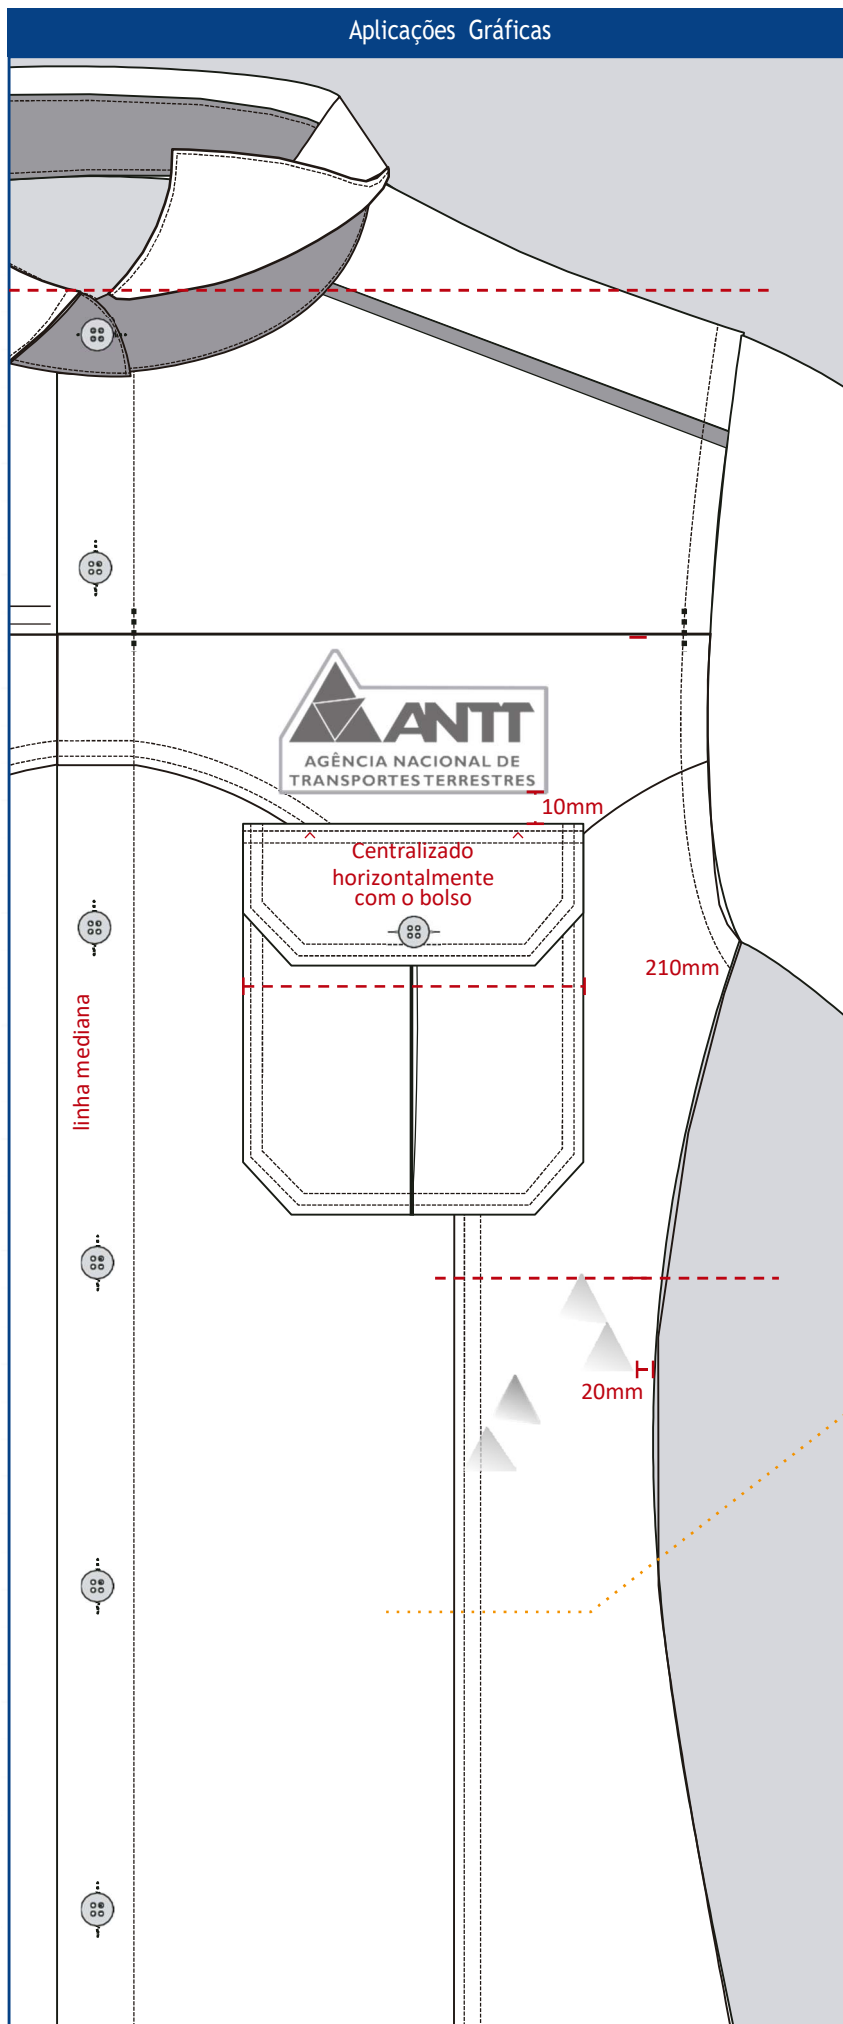 Aplicações Gráficas
ANTT
AGÊNCIA NACIONAL DE
TRANSPORTES TERRESTRES
10mm
Centralizado
horizontalmente
com o bolso
210mm
linha mediana
20mm